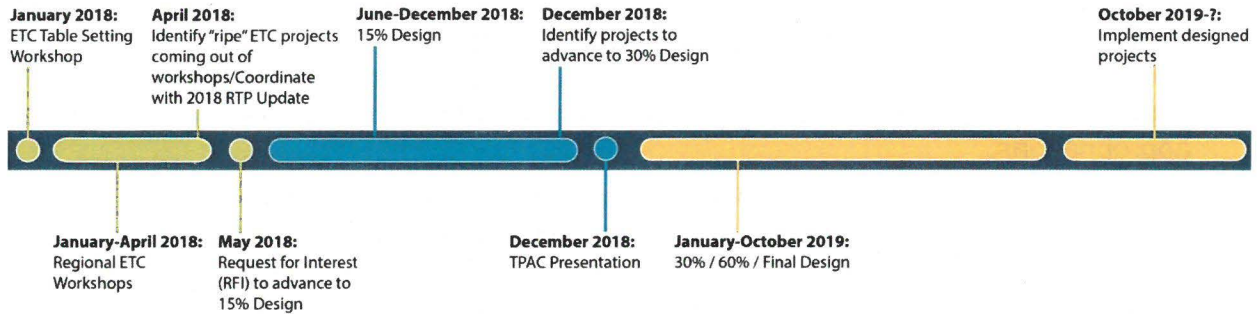 January 2018:
ETC Table Setting
Workshop
April 2018:
Identify "ripe" ETC projects
coming out of
workshops/Coordinate
with 2018 RTP Update
June-December 2018:
15% Design
December 2018:
Identify projects to
advance to 30% Design
October 2019-?:
Implement designed
projects
January-April 2018:
Regional ETC
Workshops
May 2018:
Request for Interest
(RFI) to advance to
15% Design
December 2018:
TPAC Presentation
January-October 2019:
30% / 60% / Final Design